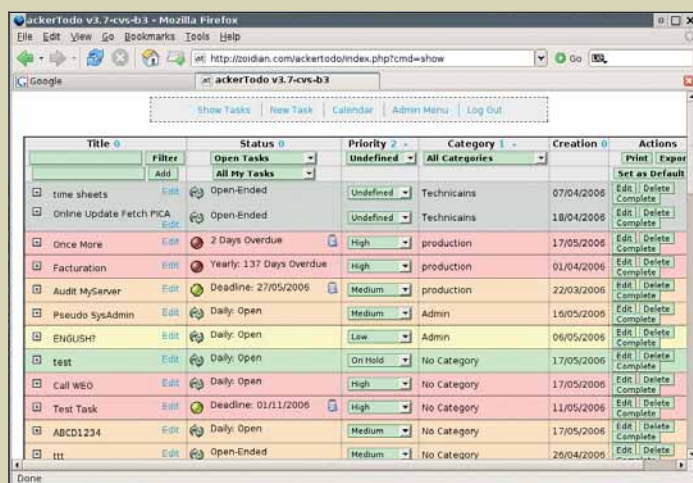 ackerTodo v3.7-cvs-b3 - Mozilla Firefox
File Edit View Go Bookmarks Tools Help
http://zoidian.com/ackertodo/index.php?cmd=show Go
Google ackerTodo v3.7-cvs-b3
Show Tasks New Task Calendar Admin Menu Log Out
Title 0 Status 0 Priority 2 - Category 1 - Creation 0 Actions
Filter Open Tasks Undefined All Categories Print Expor
Add All My Tasks Set as Default
time sheets Edit Open-Ended Undefined Technicains 07/04/2006 Edit Delete
Complete
Online Update Fetch PICA Edit Open-Ended Undefined Technicains 18/04/2006 Edit Delete
Complete
Once More Edit 2 Days Overdue High production 17/05/2006 Edit Delete
Complete
Facturation Edit Yearly: 137 Days Overdue High production 01/04/2006 Edit Delete
Complete
Audit MyServer Edit Deadline: 27/05/2006 Medium production 22/03/2006 Edit Delete
Complete
Pseudo SysAdmin Edit Daily: Open Medium Admin 16/05/2006 Edit Delete
Complete
ENGLISH? Edit Daily: Open Low Admin 06/05/2006 Edit Delete
Complete
test Edit Daily: Open On Hold No Category 17/05/2006 Edit Delete
Complete
Call WEO Edit Daily: Open High No Category 17/05/2006 Edit Delete
Complete
Test Task Edit Deadline: 01/11/2006 High No Category 11/05/2006 Edit Delete
Complete
ABCD1234 Edit Daily: Open Medium No Category 17/05/2006 Edit Delete
Complete
ttt Edit Open-Ended Medium No Category 26/04/2006 Edit Delete
Done